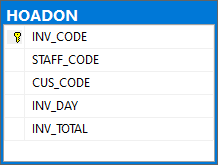 HOADON
INV_CODE
STAFF_CODE
CUS_CODE
INV_DAY
INV_TOTAL